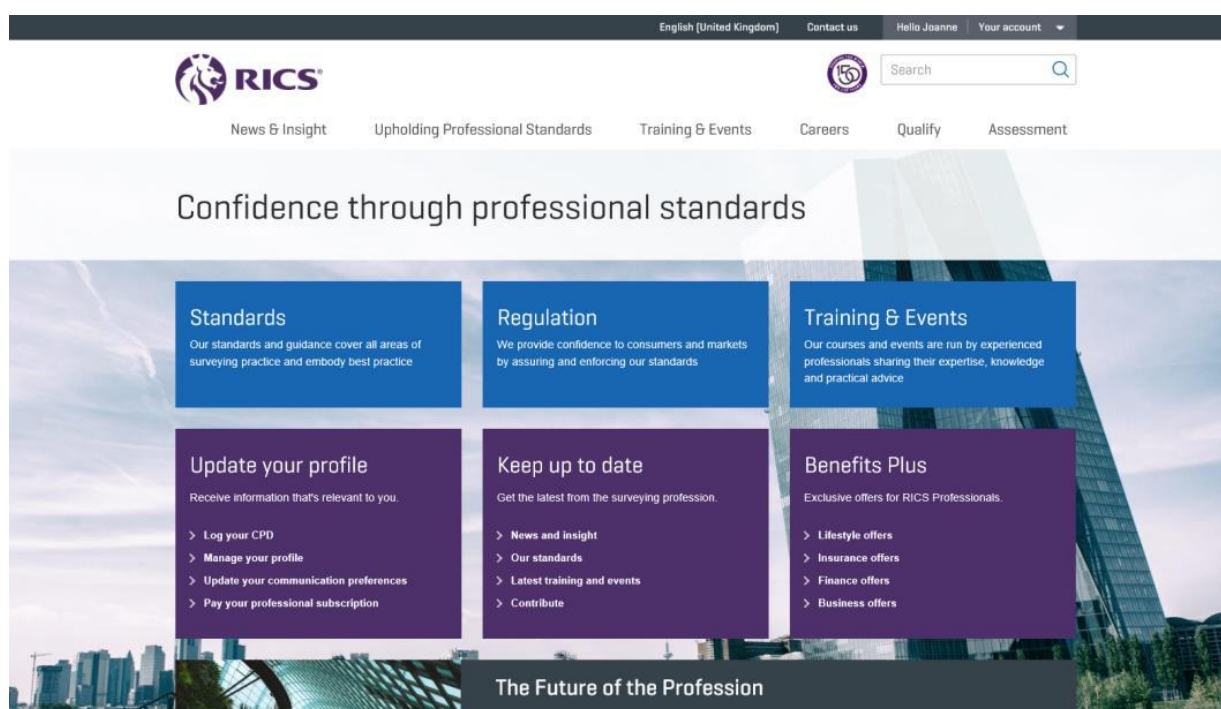 English (United Kingdom) Contact us Hello Joanne Your account
RICS
150
Search
News & Insight Upholding Professional Standards Training & Events Careers Qualify Assessment
Confidence through professional standards
Standards
Our standards and guidance cover all areas of
surveying practice and embody best practice
Regulation
We provide confidence to consumers and markets
by assuring and enforcing our standards
Training & Events
Our courses and events are run by experienced
professionals sharing their expertise, knowledge
and practical advice
Update your profile
Receive information that's relevant to you.
Log your CPD
Manage your profile
Update your communication preferences
Pay your professional subscription
Keep up to date
Get the latest from the surveying profession.
News and insight
Our standards
Latest training and events
Contribute
Benefits Plus
Exclusive offers for RICS Professionals.
Lifestyle offers
Insurance offers
Finance offers
Business offers
The Future of the Profession